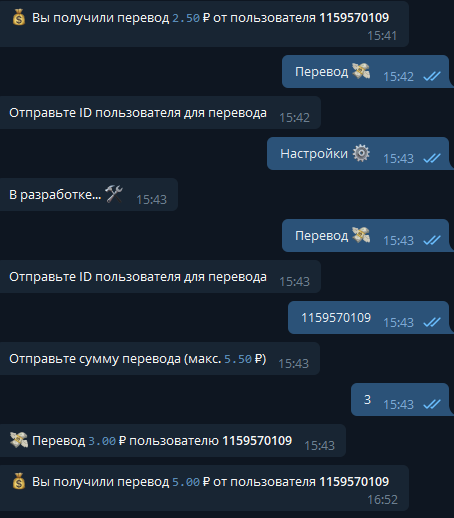 💰 Вы получили перевод 2.50 ₽ от пользователя 1159570109
15:41
Перевод 💸 15:42
Отправьте ID пользователя для перевода 15:42
Настройки ⚙️ 15:43
В разработке... 🛠 15:43
Перевод 💸 15:43
Отправьте ID пользователя для перевода 15:43
1159570109 15:43
Отправьте сумму перевода (макс. 5.50 ₽) 15:43
3 15:43
💸 Перевод 3.00 ₽ пользователю 1159570109 15:43
💰 Вы получили перевод 5.00 ₽ от пользователя 1159570109
16:52